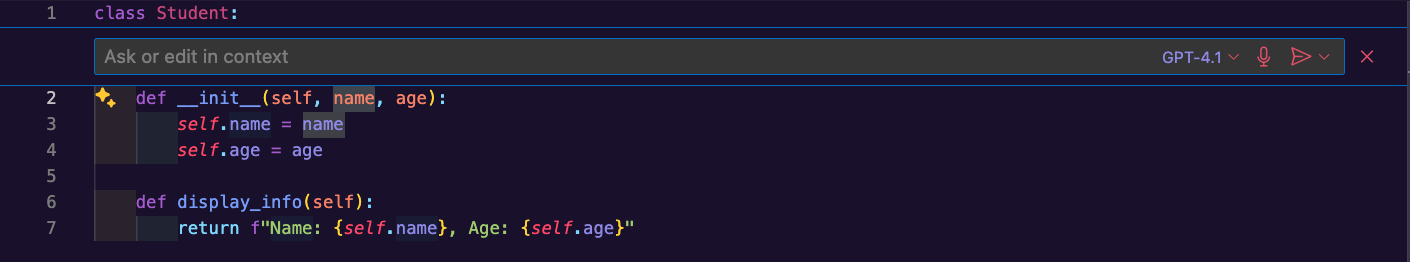 1 class Student:
Ask or edit in context GPT-4.1
2 def __init__(self, name, age):
3 self.name = name
4 self.age = age
5
6 def display_info(self):
7 return f"Name: {self.name}, Age: {self.age}"